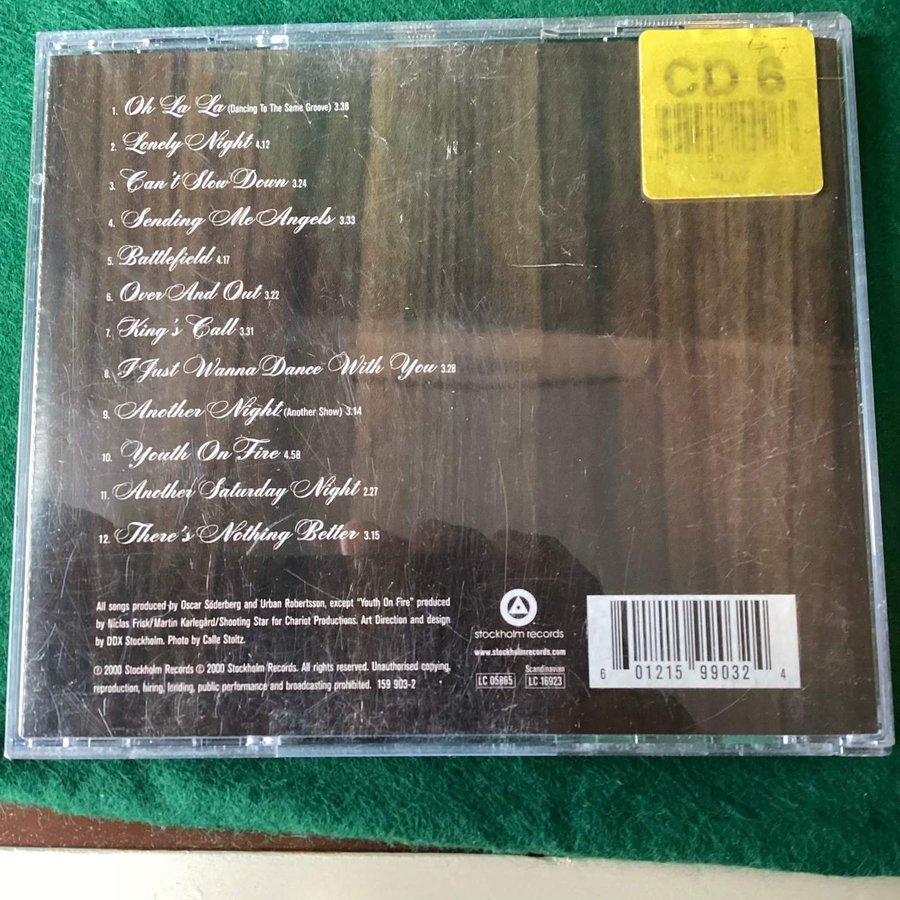 CD 6
1. Oh La La (Dancing To The Same Groove) 3.38
2. Lonely Night 4.12
3. Can't Slow Down 3.24
4. Sending Me Angels 3.33
5. Battlefield 4.17
6. Over And Out 3.22
7. King's Call 3.31
8. I Just Wanna Dance With You 3.28
9. Another Night (Another Show) 3.14
10. Youth On Fire 4.58
11. Another Saturday Night 2.27
12. There's Nothing Better 3.15
All songs produced by Oscar Söderberg and Urban Robertsson, except "Youth On Fire" produced
by Niclas Frisk/Martin Karlegård/Shooting Star for Chariot Productions. Art Direction and design
by DDX Stockholm. Photo by Calle Stoltz.
℗ 2000 Stockholm Records © 2000 Stockholm Records. All rights reserved. Unauthorised copying,
reproduction, hiring, lending, public performance and broadcasting prohibited. 159 903-2
stockholm records
www.stockholmrecords.com
Scandinavian
LC 05865 LC 16923
6 01215 99032 4